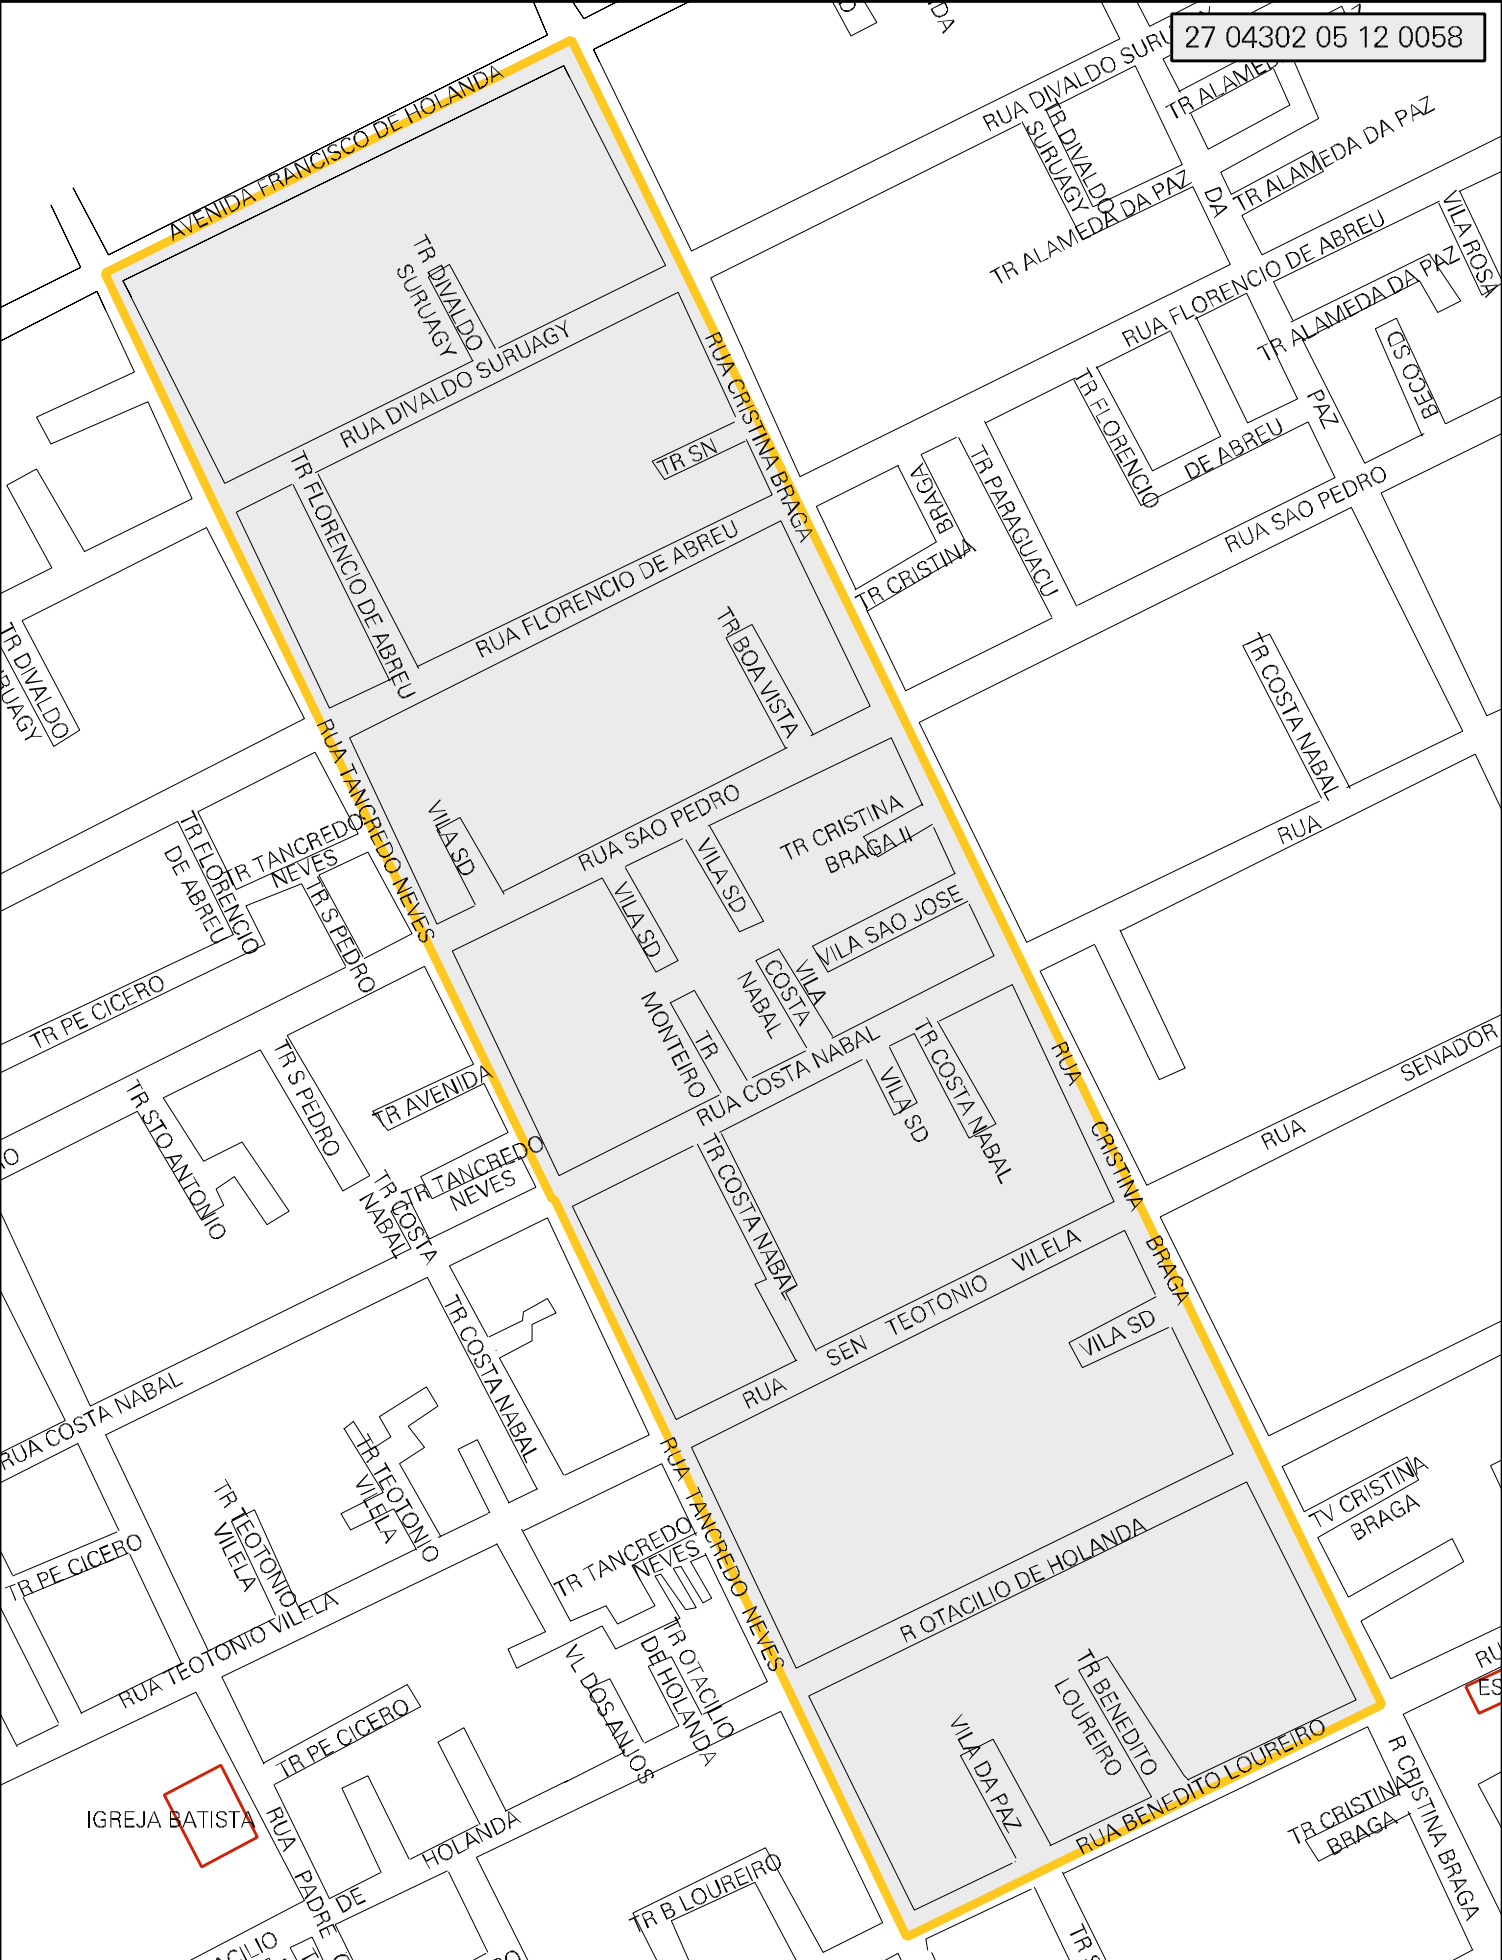 27 04302 05 12 0058
AVENIDA FRANCISCO DE HOLANDA
RUA DIVALDO
TR ALAMEDA
TR DIVALDO
SURUAGY
TR ALAMEDA DA PAZ
TR ALAMEDA DA PAZ
DA
PAZ
RUA FLORENCIO DE ABREU
TR ALAMEDA DA PAZ
VILA ROSA
BECO SD
TR DIVALDO
SURUAGY
RUA DIVALDO SURUAGY
RUA CRISTINA BRAGA
TR SN
TR FLORENCIO DE ABREU
RUA FLORENCIO DE ABREU
TR FLORENCIO
DE ABREU
BRAGA
TR CRISTINA
TR PARAGUACU
RUA SAO PEDRO
TR DIVALDO
TR BOA VISTA
TR COSTA NABAL
RUA TANCREDO NEVES
VILA SD
RUA SAO PEDRO
TR CRISTINA
BRAGA II
RUA
TR FLORENCIO
DE ABREU
TR TANCREDO
NEVES
TR S PEDRO
VILA SD
VILA SD
VILA SAO JOSE
TR PE CICERO
VILA
COSTA
NABAL
TR
MONTEIRO
RUA COSTA NABAL
TR COSTA NABAL
VILA SD
RUA
CRISTINA
BRAGA
SENADOR
RUA
TR S PEDRO
TR AVENIDA
TR STO ANTONIO
TR TANCREDO
NEVES
TR COSTA
NABAL
TR COSTA NABAL
RUA
SEN
TEOTONIO
VILELA
VILA SD
TR COSTA NABAL
RUA COSTA NABAL
TR TEOTONIO
VILELA
TR TEOTONIO
VILELA
RUA TANCREDO NEVES
TV CRISTINA
BRAGA
TR PE CICERO
RUA TEOTONIO VILELA
TR TANCREDO
NEVES
R OTACILIO DE HOLANDA
TR OTACILIO
DE HOLANDA
VL DOS ANJOS
TR PE CICERO
TR BENEDITO
LOUREIRO
VILA DA PAZ
RUA BENEDITO LOUREIRO
R CRISTINA BRAGA
TR CRISTINA
BRAGA
IGREJA BATISTA
RUA
PADRE
DE
HOLANDA
TR B LOUREIRO